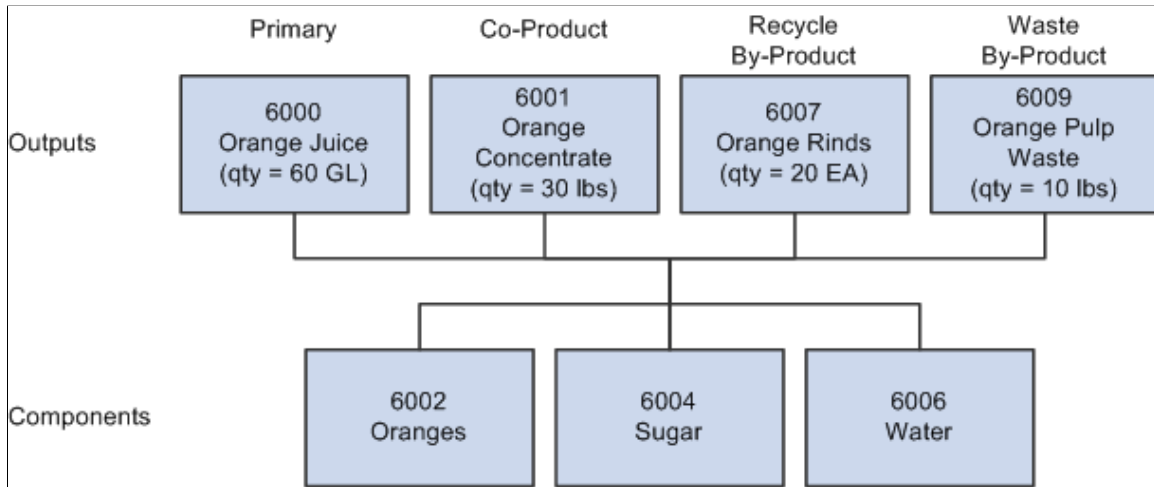 Primary
Co-Product
Recycle
By-Product
Waste
By-Product
Outputs
6000
Orange Juice
(qty = 60 GL)
6001
Orange
Concentrate
(qty = 30 lbs)
6007
Orange Rinds
(qty = 20 EA)
6009
Orange Pulp
Waste
(qty = 10 lbs)
Components
6002
Oranges
6004
Sugar
6006
Water